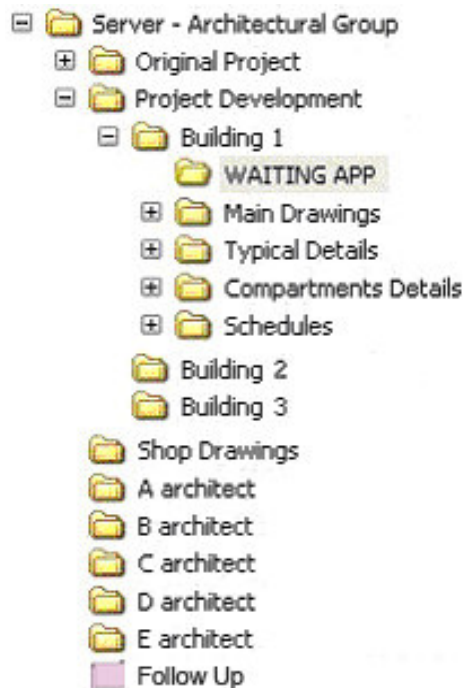 Server - Architectural Group
Original Project
Project Development
Building 1
WAITING APP
Main Drawings
Typical Details
Compartments Details
Schedules
Building 2
Building 3
Shop Drawings
A architect
B architect
C architect
D architect
E architect
Follow Up